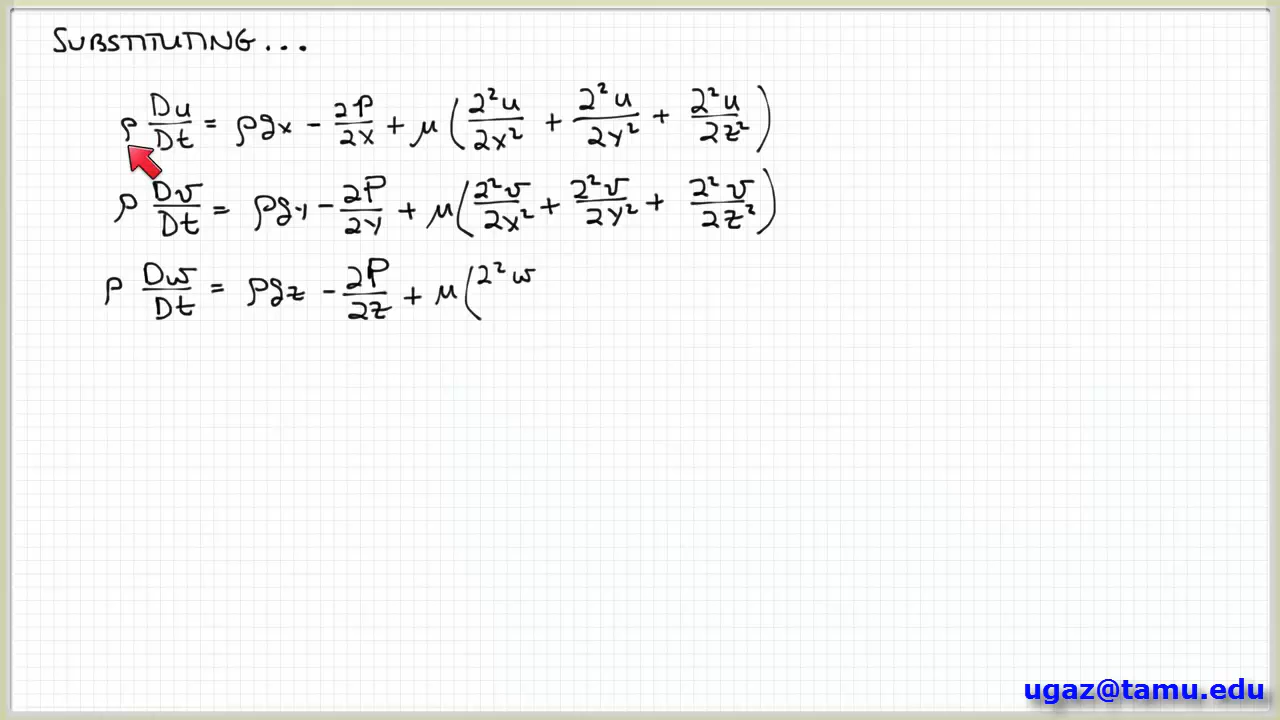 SUBSTITUTING...
ρ Du/Dt = ρgx − ∂P/∂x + μ(∂²u/∂x² + ∂²u/∂y² + ∂²u/∂z²)
ρ Dv/Dt = ρgy − ∂P/∂y + μ(∂²v/∂x² + ∂²v/∂y² + ∂²v/∂z²)
ρ Dw/Dt = ρgz − ∂P/∂z + μ(∂²w
ugaz@tamu.edu